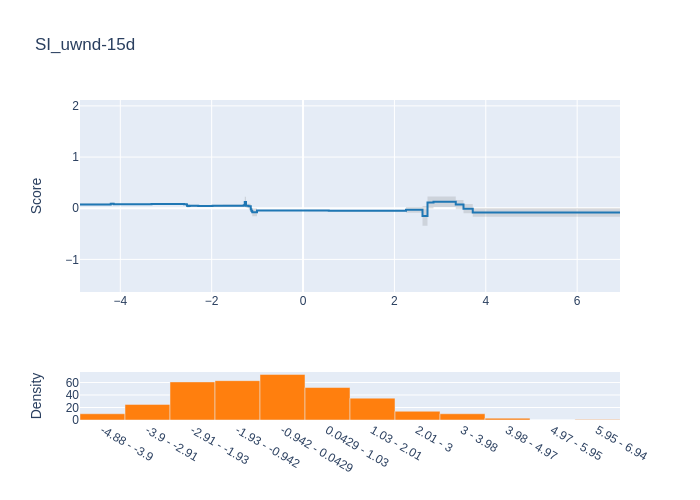 SI_uwnd-15d
2
1
0
−1
Score
−4
−2
0
2
4
6
60
40
20
0
Density
-4.88 - -3.9
-3.9 - -2.91
-2.91 - -1.93
-1.93 - -0.942
-0.942 - 0.0429
0.0429 - 1.03
1.03 - 2.01
2.01 - 3
3 - 3.98
3.98 - 4.97
4.97 - 5.95
5.95 - 6.94